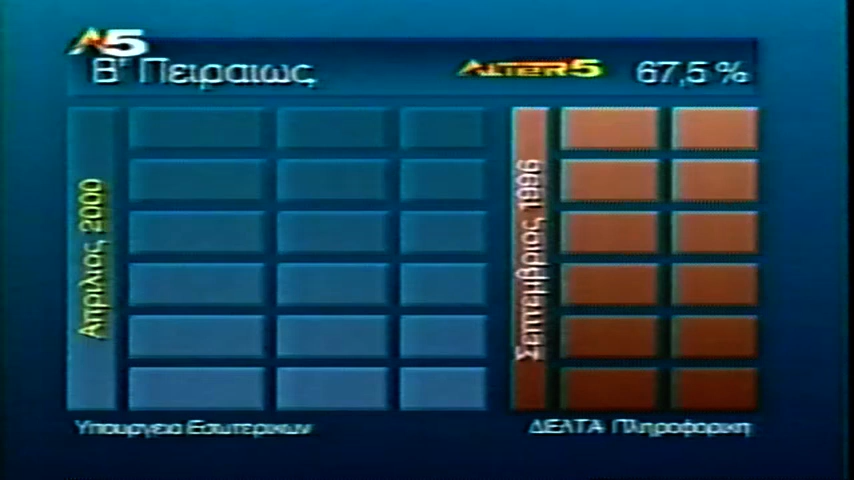 A5
Β' Πειραιως
ALTER5
67,5 %
Απριλιος 2000
Σεπτεμβριος 1996
Υπουργειο Εσωτερικων
ΔΕΛΤΑ Πληροφορικη